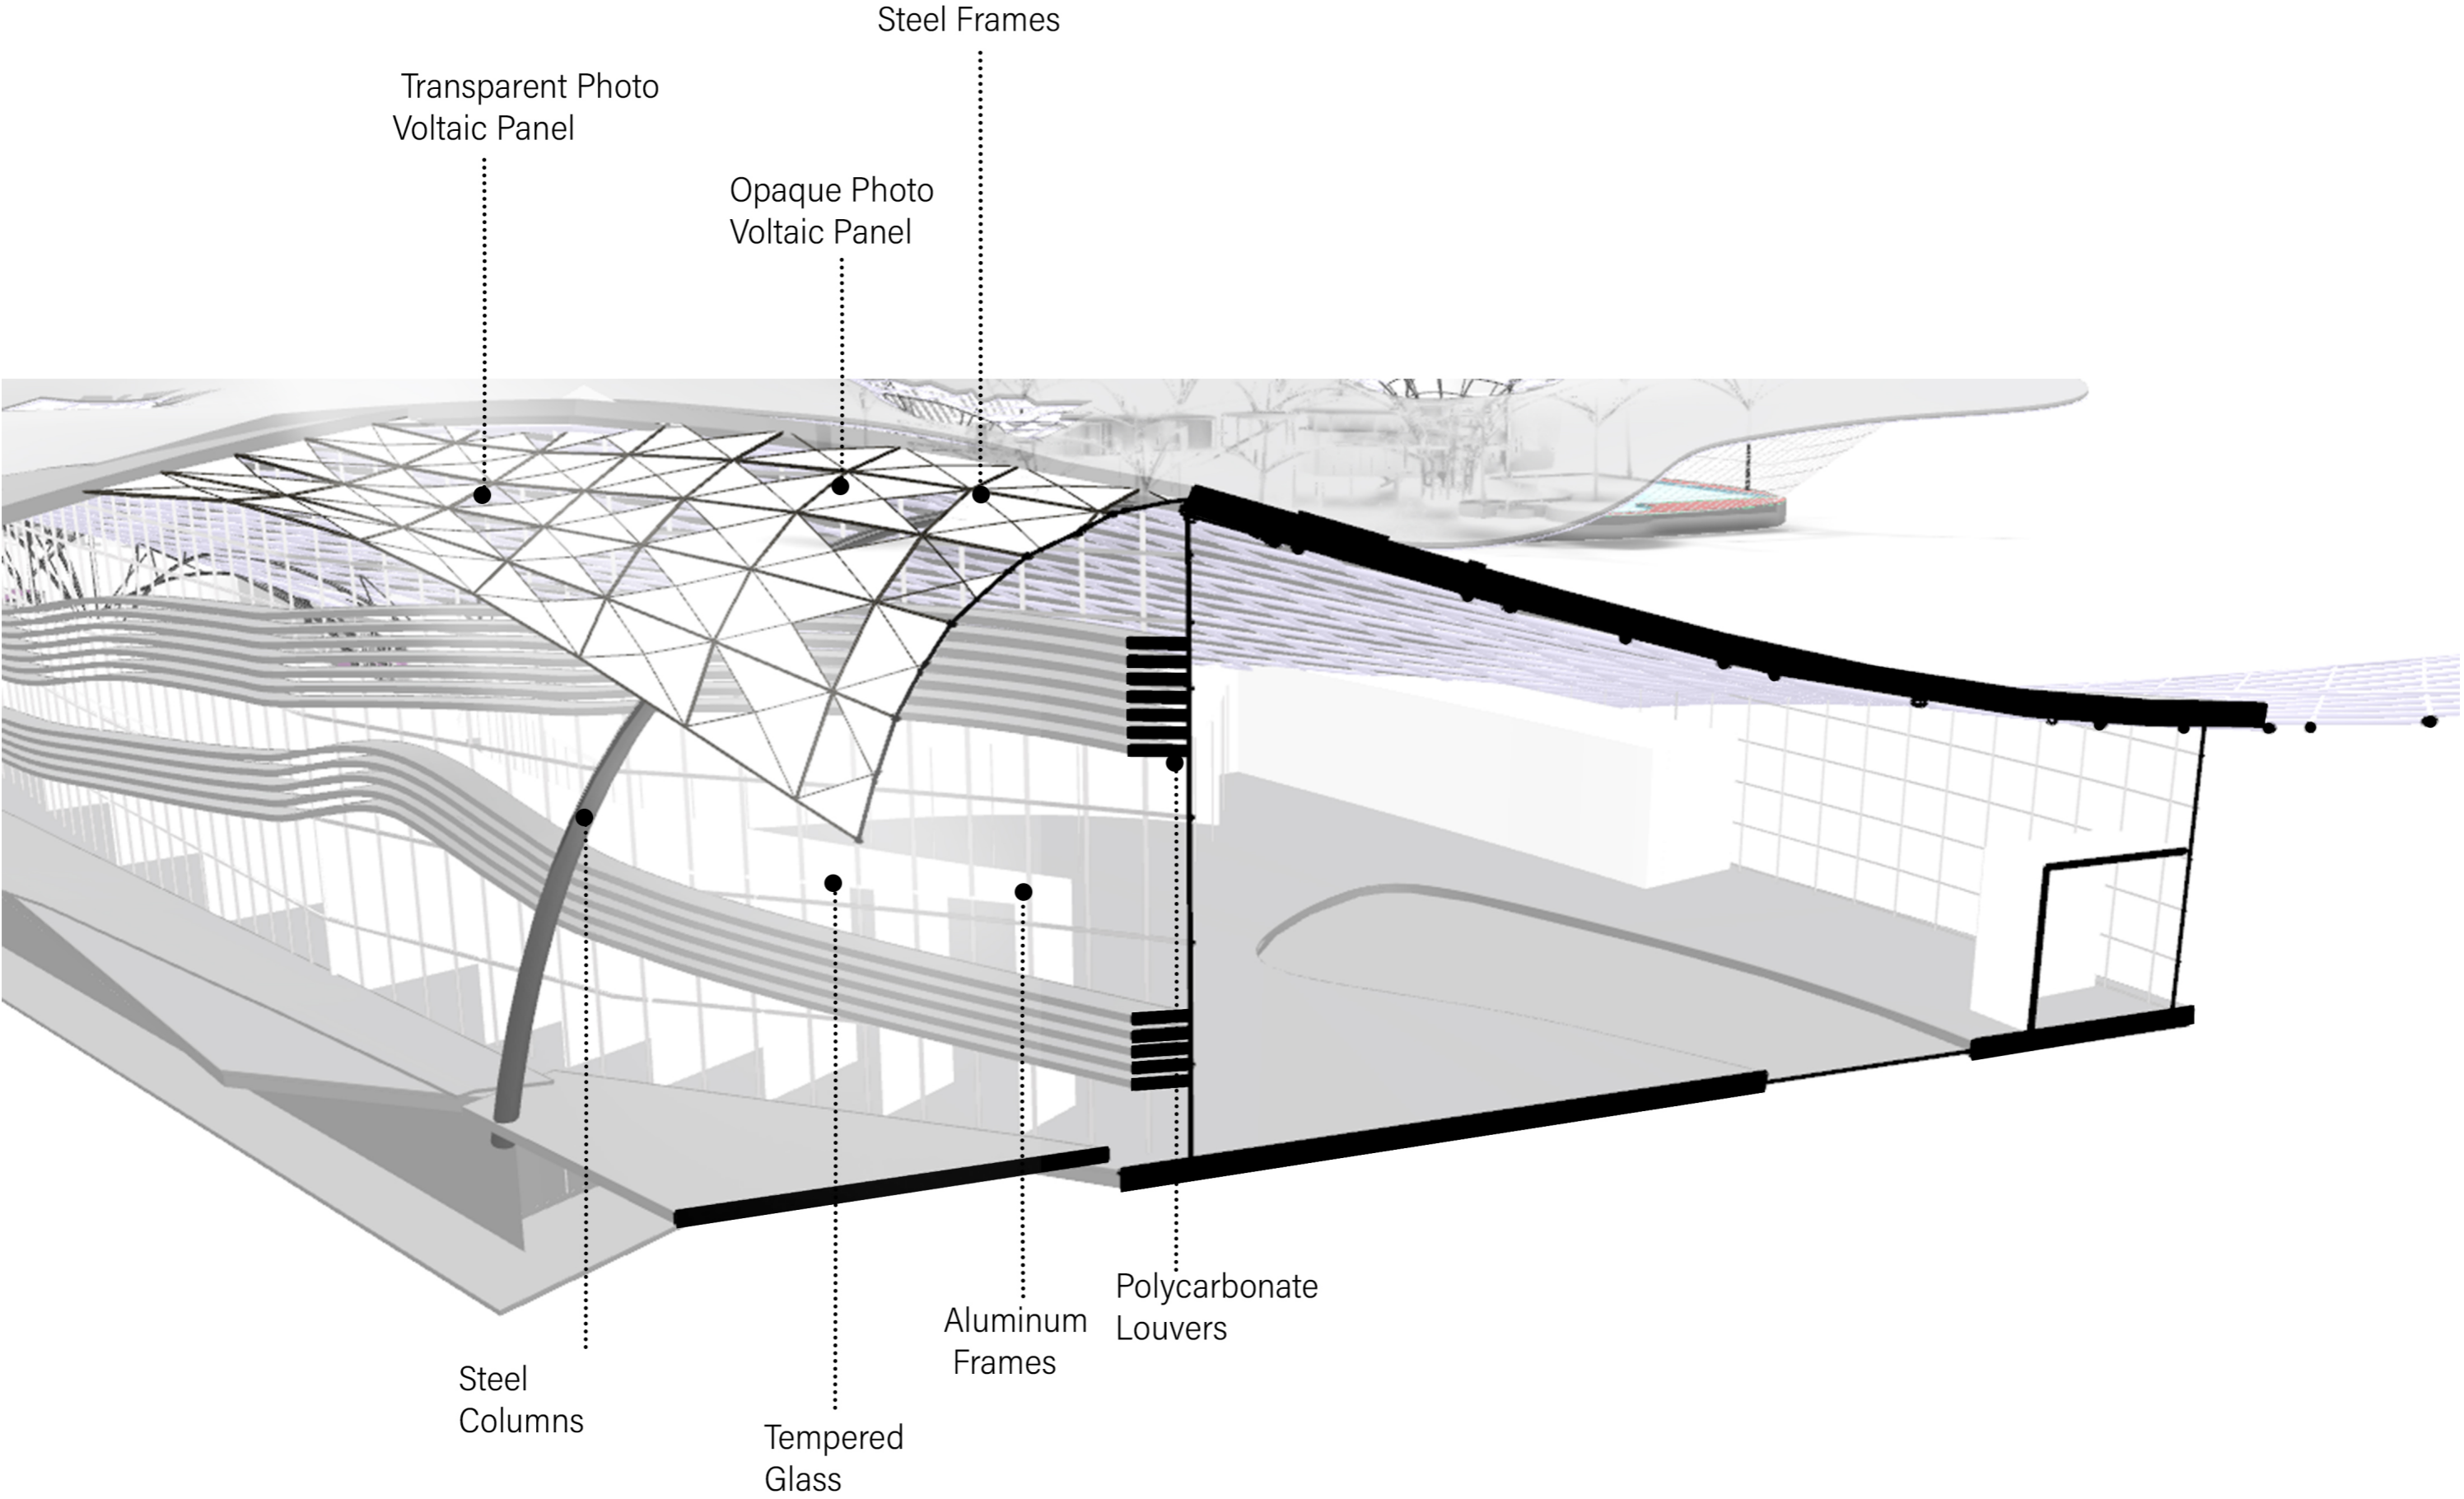 Steel Frames
Transparent Photo
Voltaic Panel
Opaque Photo
Voltaic Panel
Polycarbonate
Louvers
Aluminum
Frames
Steel
Columns
Tempered
Glass